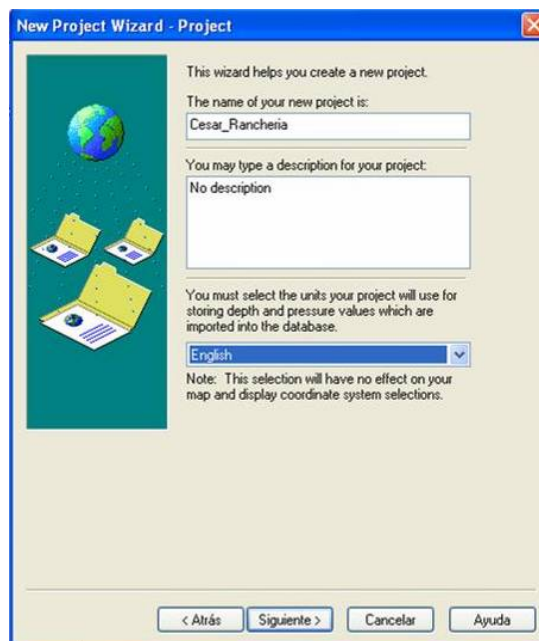 New Project Wizard - Project
This wizard helps you create a new project.
The name of your new project is:
Cesar_Rancheria
You may type a description for your project:
No description
You must select the units your project will use for
storing depth and pressure values which are
imported into the database.
English
Note: This selection will have no effect on your
map and display coordinate system selections.
< Atrás
Siguiente >
Cancelar
Ayuda